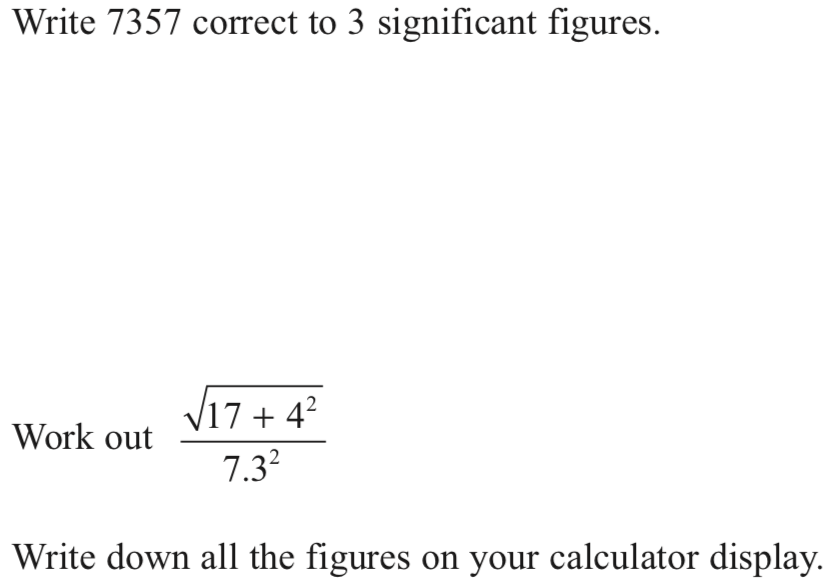 Write 7357 correct to 3 significant figures.
Work out √(17 + 4²) / 7.3²
Write down all the figures on your calculator display.